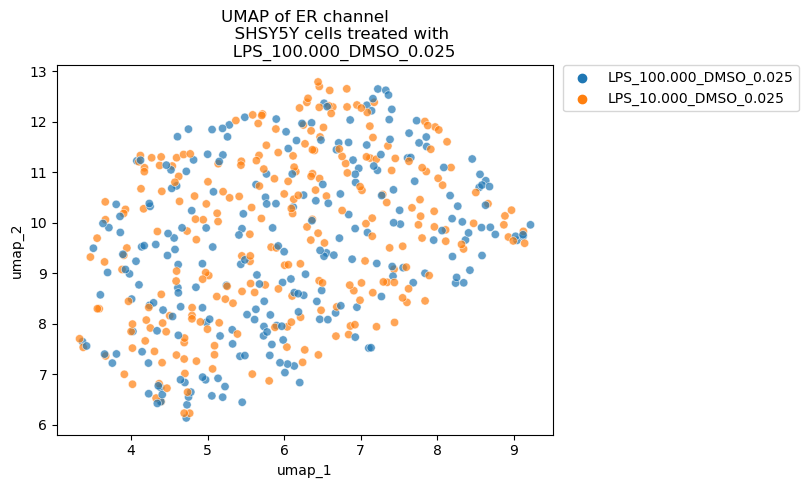 UMAP of ER channel
SHSY5Y cells treated with
LPS_100.000_DMSO_0.025
LPS_100.000_DMSO_0.025
LPS_10.000_DMSO_0.025
13
12
11
10
9
8
7
6
umap_2
4
5
6
7
8
9
umap_1